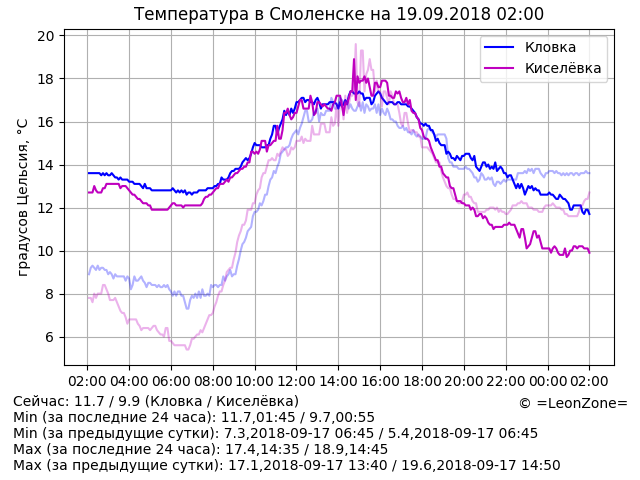 Температура в Смоленске на 19.09.2018 02:00
Кловка
Киселёвка
градусов Цельсия, °C
20
18
16
14
12
10
8
6
02:00 04:00 06:00 08:00 10:00 12:00 14:00 16:00 18:00 20:00 22:00 00:00 02:00
Сейчас: 11.7 / 9.9 (Кловка / Киселёвка)
© =LeonZone=
Min (за последние 24 часа): 11.7,01:45 / 9.7,00:55
Min (за предыдущие сутки): 7.3,2018-09-17 06:45 / 5.4,2018-09-17 06:45
Max (за последние 24 часа): 17.4,14:35 / 18.9,14:45
Max (за предыдущие сутки): 17.1,2018-09-17 13:40 / 19.6,2018-09-17 14:50